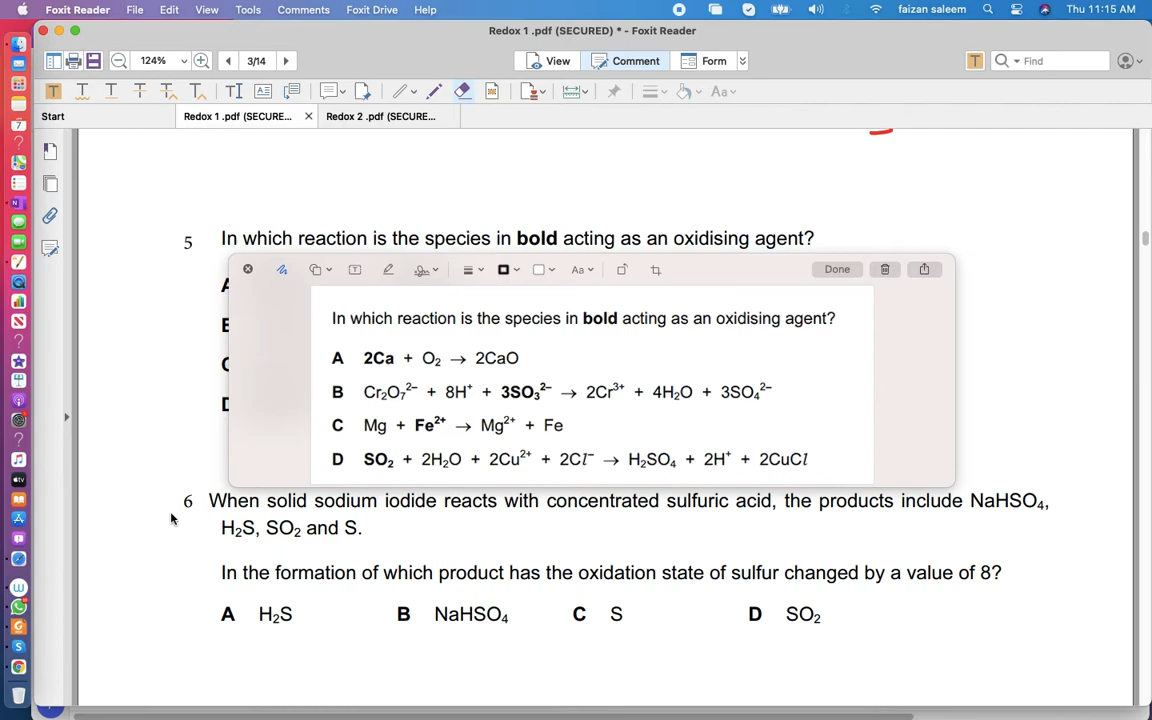 Foxit Reader File Edit View Tools Comments Foxit Drive Help faizan saleem Thu 11:15 AM
Redox 1 .pdf (SECURED) * - Foxit Reader
124% 3/14 View Comment Form Find
Start Redox 1 .pdf (SECURE... Redox 2 .pdf (SECURE...
5 In which reaction is the species in bold acting as an oxidising agent?
Aa Done
In which reaction is the species in bold acting as an oxidising agent?
A 2Ca + O₂ → 2CaO
B Cr₂O₇²⁻ + 8H⁺ + 3SO₃²⁻ → 2Cr³⁺ + 4H₂O + 3SO₄²⁻
C Mg + Fe²⁺ → Mg²⁺ + Fe
D SO₂ + 2H₂O + 2Cu²⁺ + 2Cl⁻ → H₂SO₄ + 2H⁺ + 2CuCl
6 When solid sodium iodide reacts with concentrated sulfuric acid, the products include NaHSO₄,
H₂S, SO₂ and S.
In the formation of which product has the oxidation state of sulfur changed by a value of 8?
A H₂S B NaHSO₄ C S D SO₂